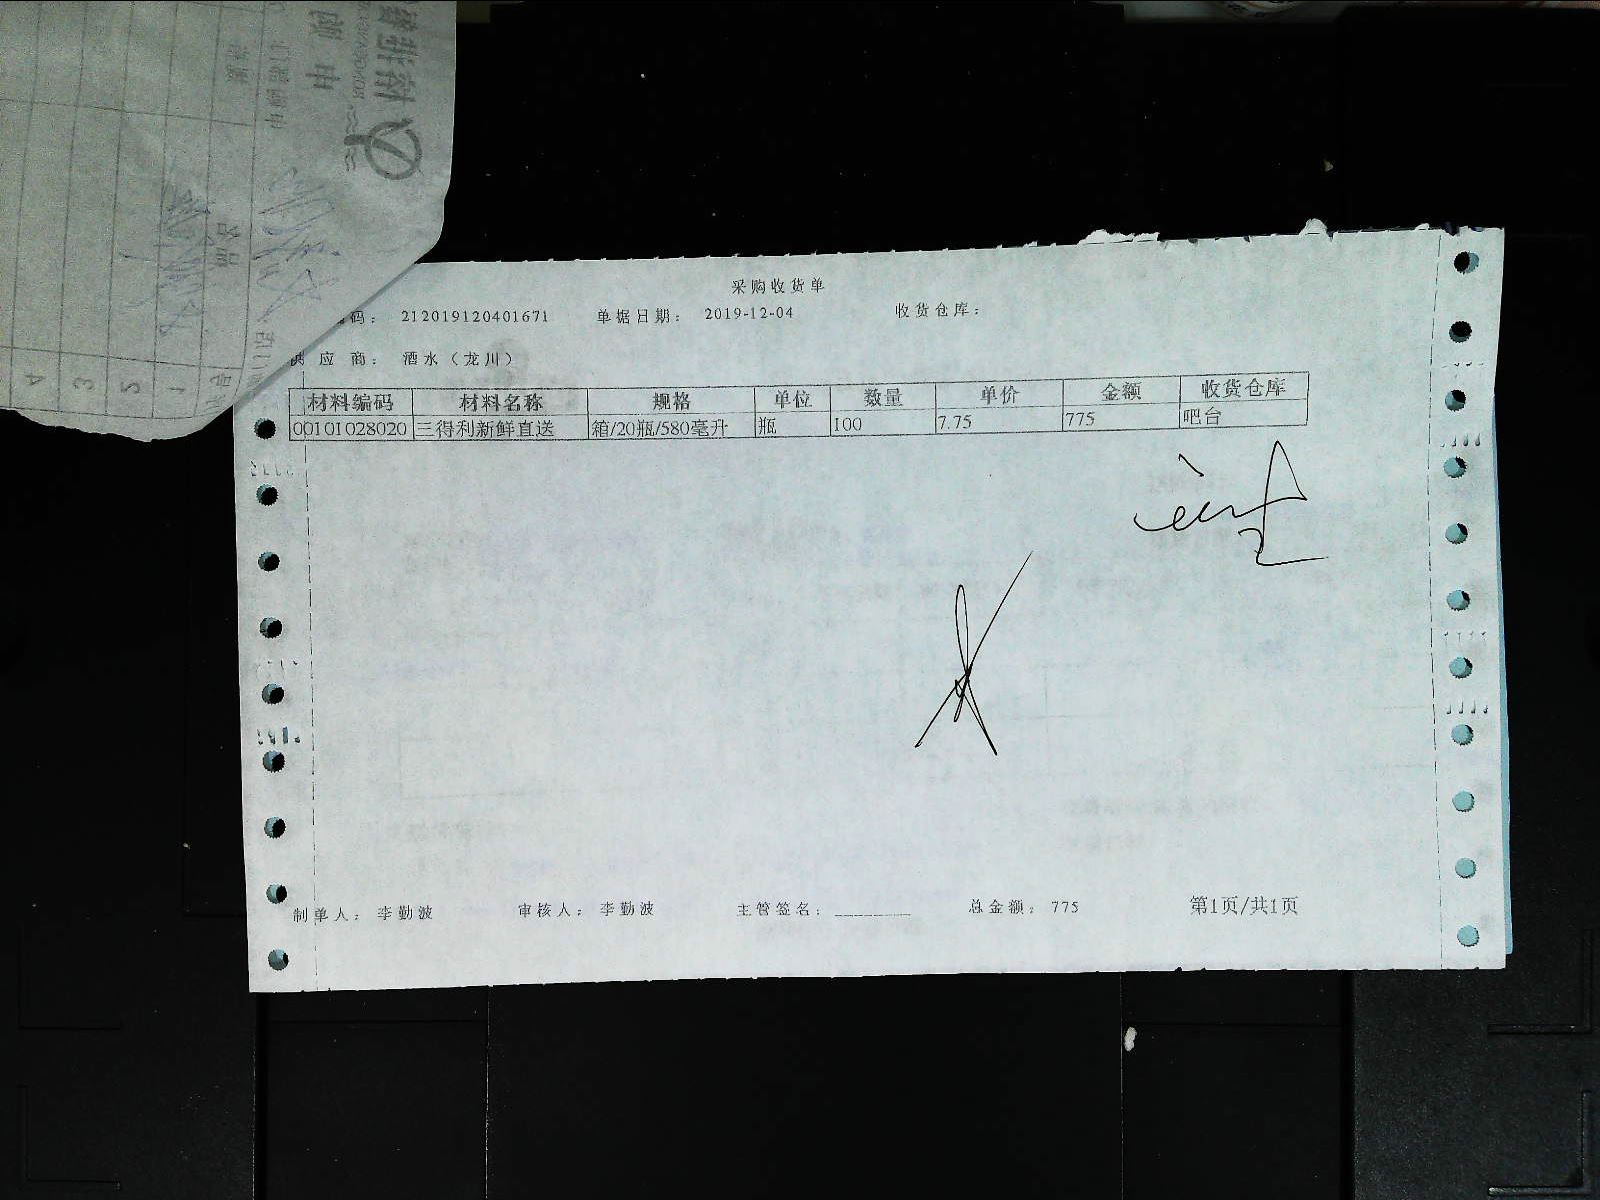 采购收货单
码： 212019120401671 单据日期： 2019-12-04 收货仓库：
供 应 商： 酒水（龙川）
材料编码 材料名称 规格 单位 数量 单价 金额 收货仓库
00101028020 三得利新鲜直送 箱/20瓶/580毫升 瓶 100 7.75 775 吧台
制单人： 李勤波 审核人： 李勤波 主管签名： ________ 总金额： 775 第1页/共1页